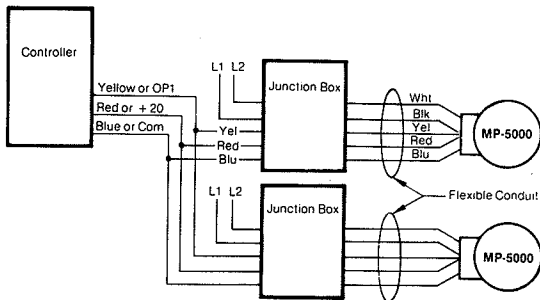 Controller
Yellow or OP1
Red or + 20
Blue or Com
L1 L2
Junction Box
Yel
Red
Blu
Wht
Blk
Yel
Red
Blu
MP-5000
Flexible Conduit
L1 L2
Junction Box
MP-5000